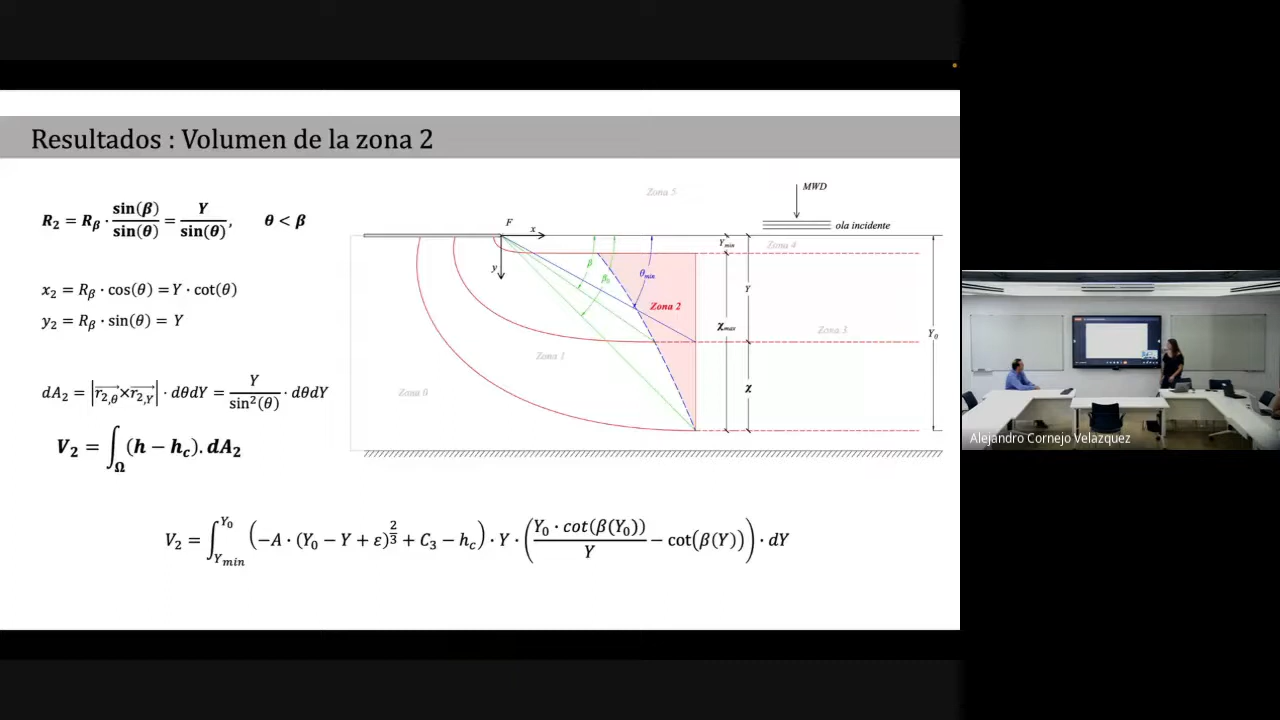 Resultados : Volumen de la zona 2
R₂ = R_β · sin(β)/sin(θ) = Y/sin(θ), θ < β
x₂ = R_β · cos(θ) = Y · cot(θ)
y₂ = R_β · sin(θ) = Y
dA₂ = |r⃗₂,θ × r⃗₂,Y| · dθdY = Y/sin²(θ) · dθdY
V₂ = ∫_Ω (h − h_c). dA₂
Zona 5
MWD
ola incidente
F
x
y
Y_min
Zona 4
β
β₀
θ_min
Y
Zona 2
χ_max
Zona 3
Y₀
Zona 1
χ
Zona 0
V₂ = ∫_{Y_min}^{Y₀} (−A · (Y₀ − Y + ε)^{2/3} + C₃ − h_c) · Y · (Y₀ · cot(β(Y₀))/Y − cot(β(Y))) · dY
Alejandro Cornejo Velazquez